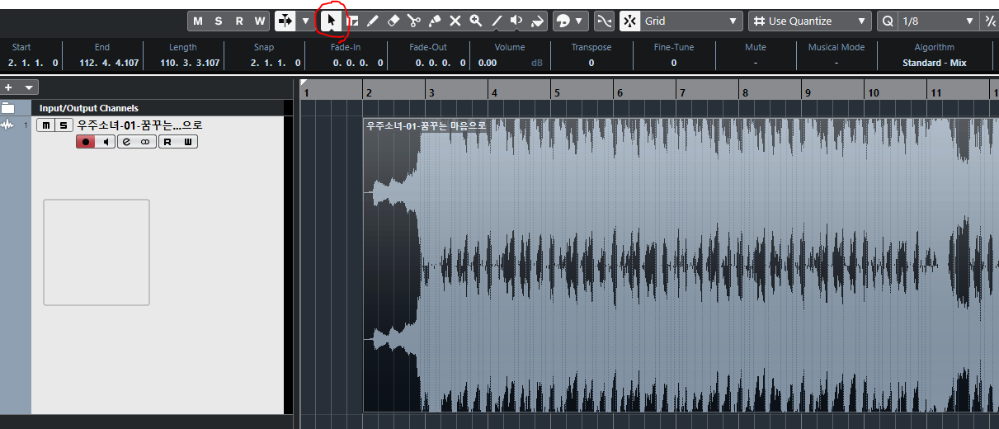 M S R W Grid Use Quantize Q 1/8
Start End Length Snap Fade-In Fade-Out Volume Transpose Fine-Tune Mute Musical Mode Algorithm
2. 1. 1. 0 112. 4. 4.107 110. 3. 3.107 2. 1. 1. 0 0. 0. 0. 0 0. 0. 0. 0 0.00 dB 0 0 - - Standard - Mix
+
1 2 3 4 5 6 7 8 9 10 11 12
Input/Output Channels
1 M S 우주소녀-01-꿈꾸는...으로
우주소녀-01-꿈꾸는 마음으로
e R W